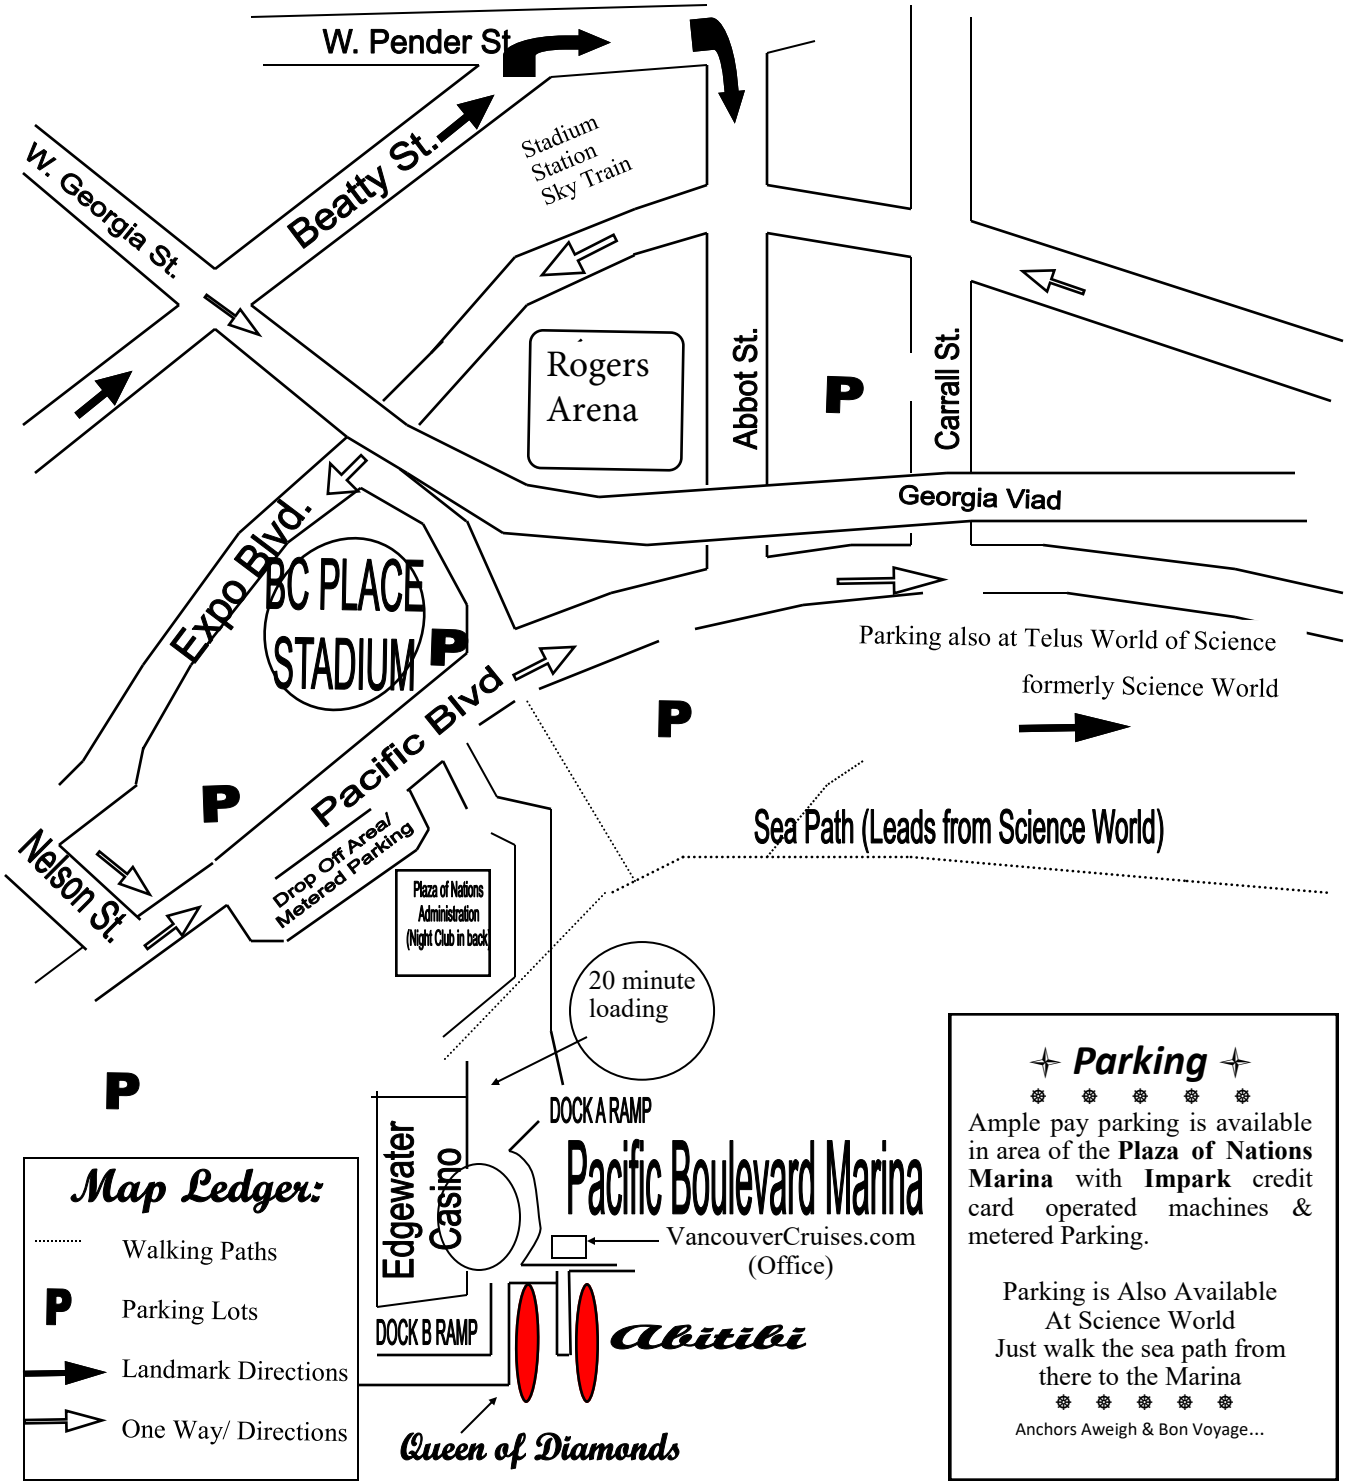 W. Pender St.
W. Georgia St.
Beatty St.
Stadium
Station
Sky Train
Rogers
Arena
Abbot St.
P
Carrall St.
Georgia Viad
Expo Blvd.
BC PLACE
STADIUM
P
Pacific Blvd
Parking also at Telus World of Science
formerly Science World
P
P
Nelson St.
Drop Off Area/
Metered Parking
Sea Path (Leads from Science World)
Plaza of Nations
Administration
(Night Club in back)
20 minute
loading
P
DOCK A RAMP
Edgewater
Casino
Pacific Boulevard Marina
VancouverCruises.com
(Office)
DOCK B RAMP
Abitibi
Queen of Diamonds
Map Ledger:
Walking Paths
P
Parking Lots
Landmark Directions
One Way/ Directions
Parking
Ample pay parking is available
in area of the Plaza of Nations
Marina with Impark credit
card operated machines &
metered Parking.
Parking is Also Available
At Science World
Just walk the sea path from
there to the Marina
Anchors Aweigh & Bon Voyage...